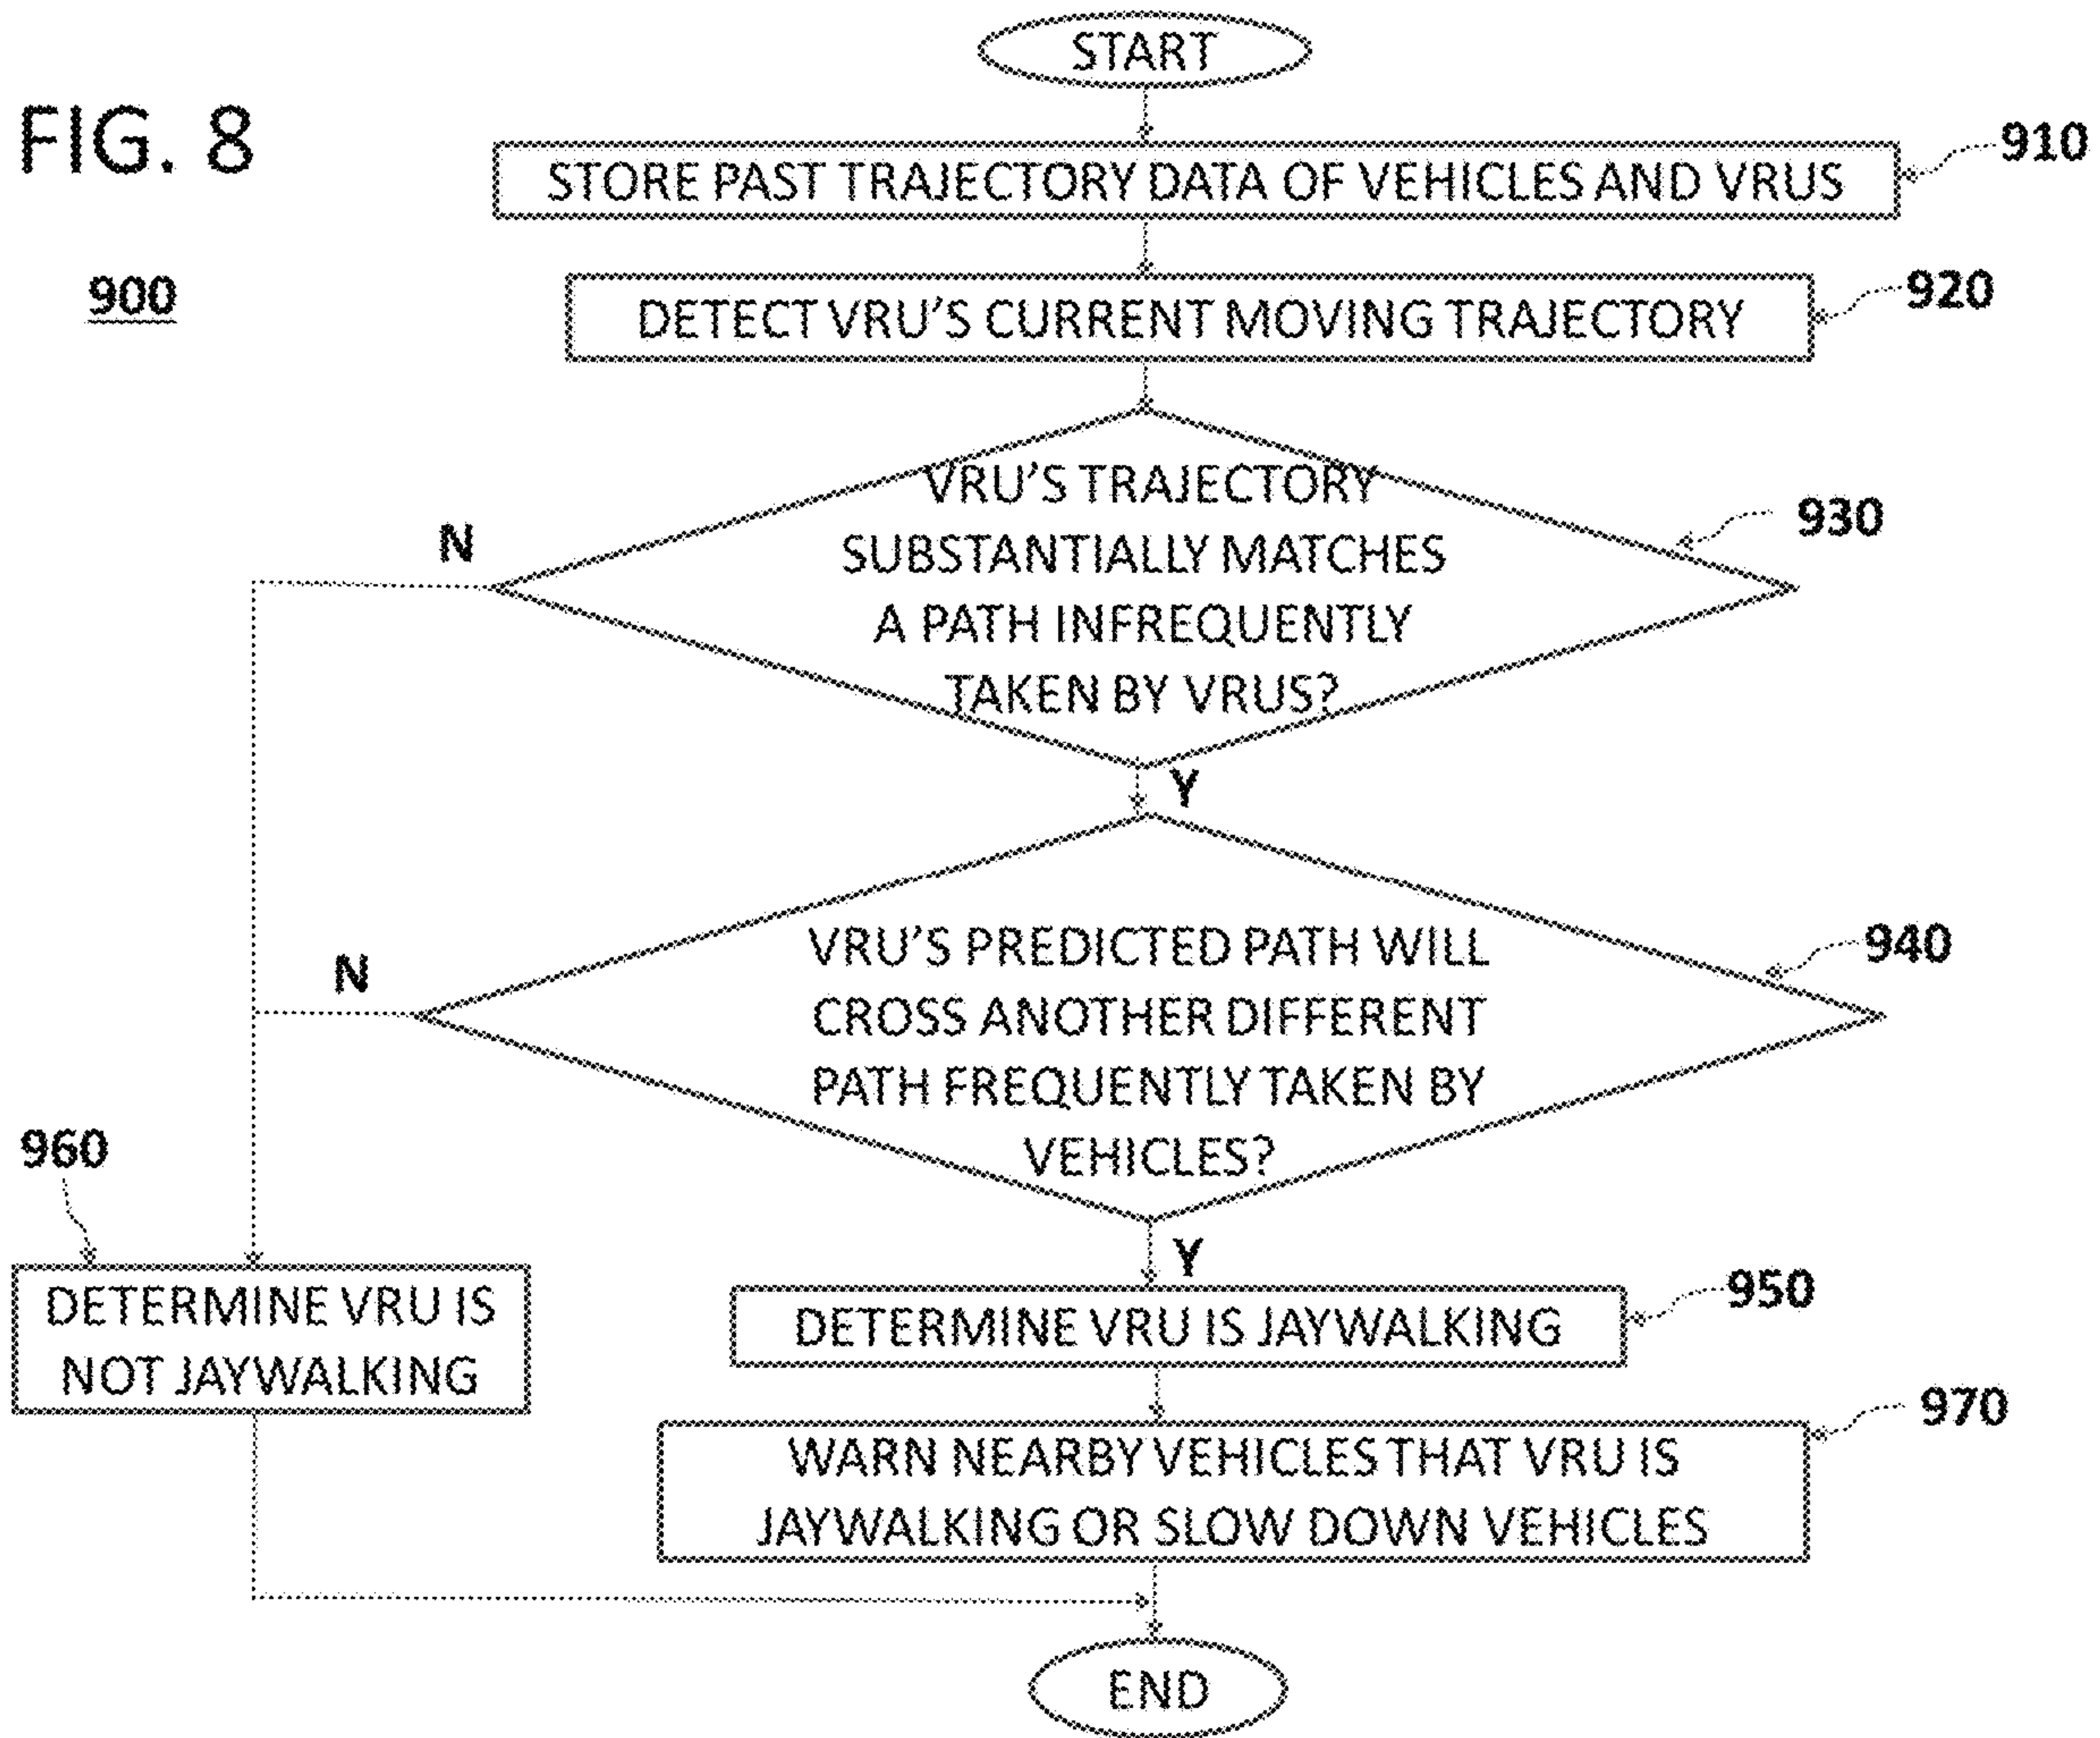 START
FIG. 8
910
STORE PAST TRAJECTORY DATA OF VEHICLES AND VRUS
900
920
DETECT VRU'S CURRENT MOVING TRAJECTORY
930
VRU'S TRAJECTORY
SUBSTANTIALLY MATCHES
A PATH INFREQUENTLY
TAKEN BY VRUS?
N
Y
940
VRU'S PREDICTED PATH WILL
CROSS ANOTHER DIFFERENT
PATH FREQUENTLY TAKEN BY
VEHICLES?
N
Y
960
DETERMINE VRU IS
NOT JAYWALKING
950
DETERMINE VRU IS JAYWALKING
970
WARN NEARBY VEHICLES THAT VRU IS
JAYWALKING OR SLOW DOWN VEHICLES
END